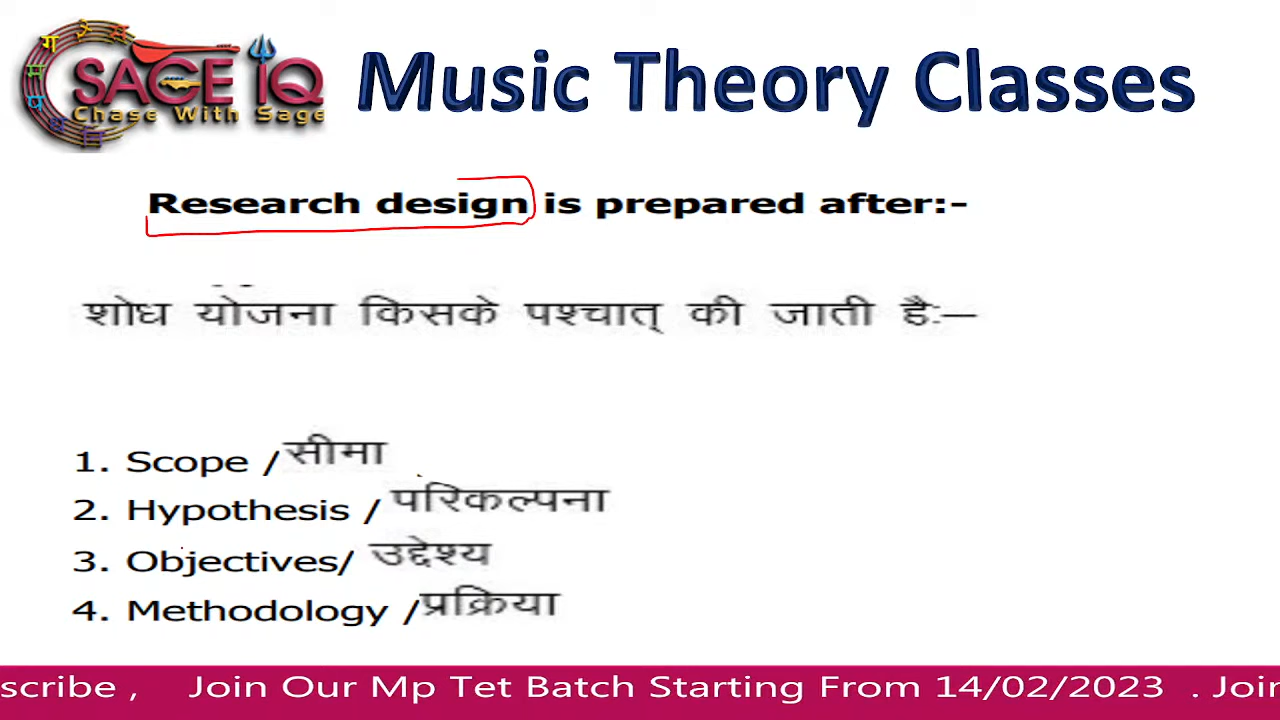 ग रे स
म
प
ध
नि
SAGE IQ
Chase With Sage
Music Theory Classes
Research design is prepared after:-
शोध योजना किसके पश्चात् की जाती है:–
1. Scope /सीमा
2. Hypothesis / परिकल्पना
3. Objectives/ उद्देश्य
4. Methodology /प्रक्रिया
scribe , Join Our Mp Tet Batch Starting From 14/02/2023 . Join